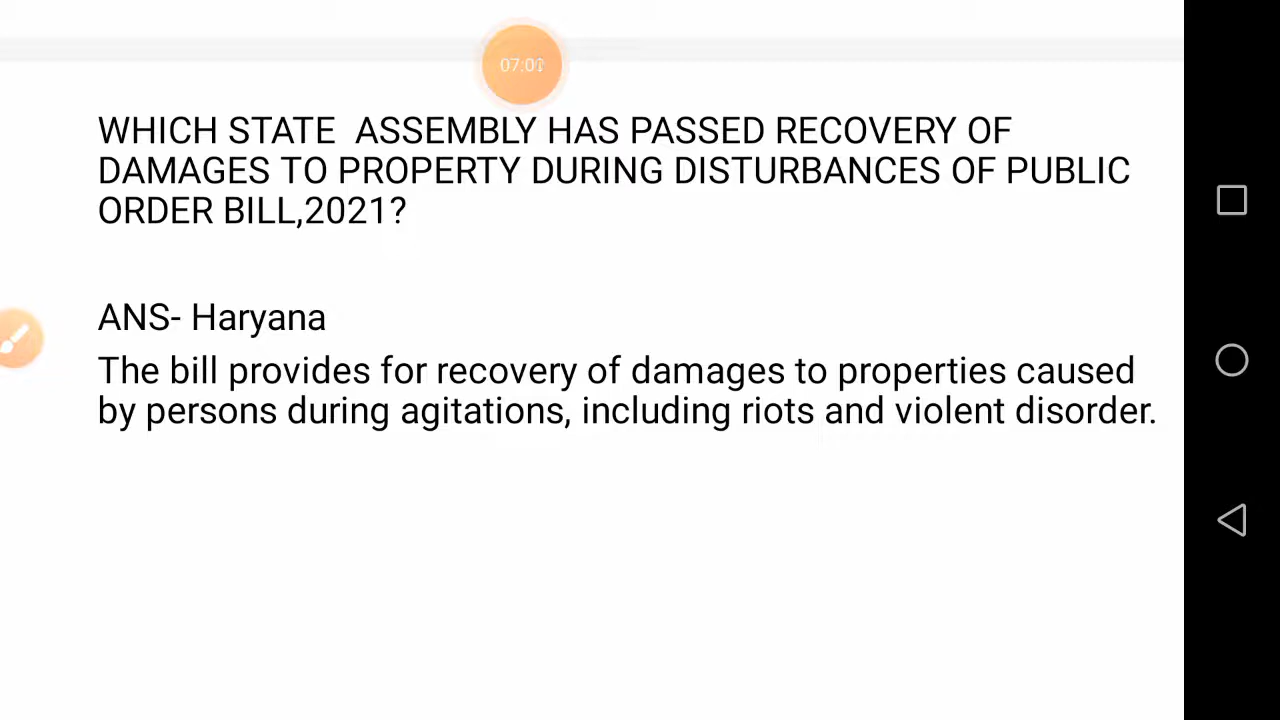 07:01
WHICH STATE  ASSEMBLY HAS PASSED RECOVERY OF
DAMAGES TO PROPERTY DURING DISTURBANCES OF PUBLIC
ORDER BILL,2021?
ANS- Haryana
The bill provides for recovery of damages to properties caused
by persons during agitations, including riots and violent disorder.